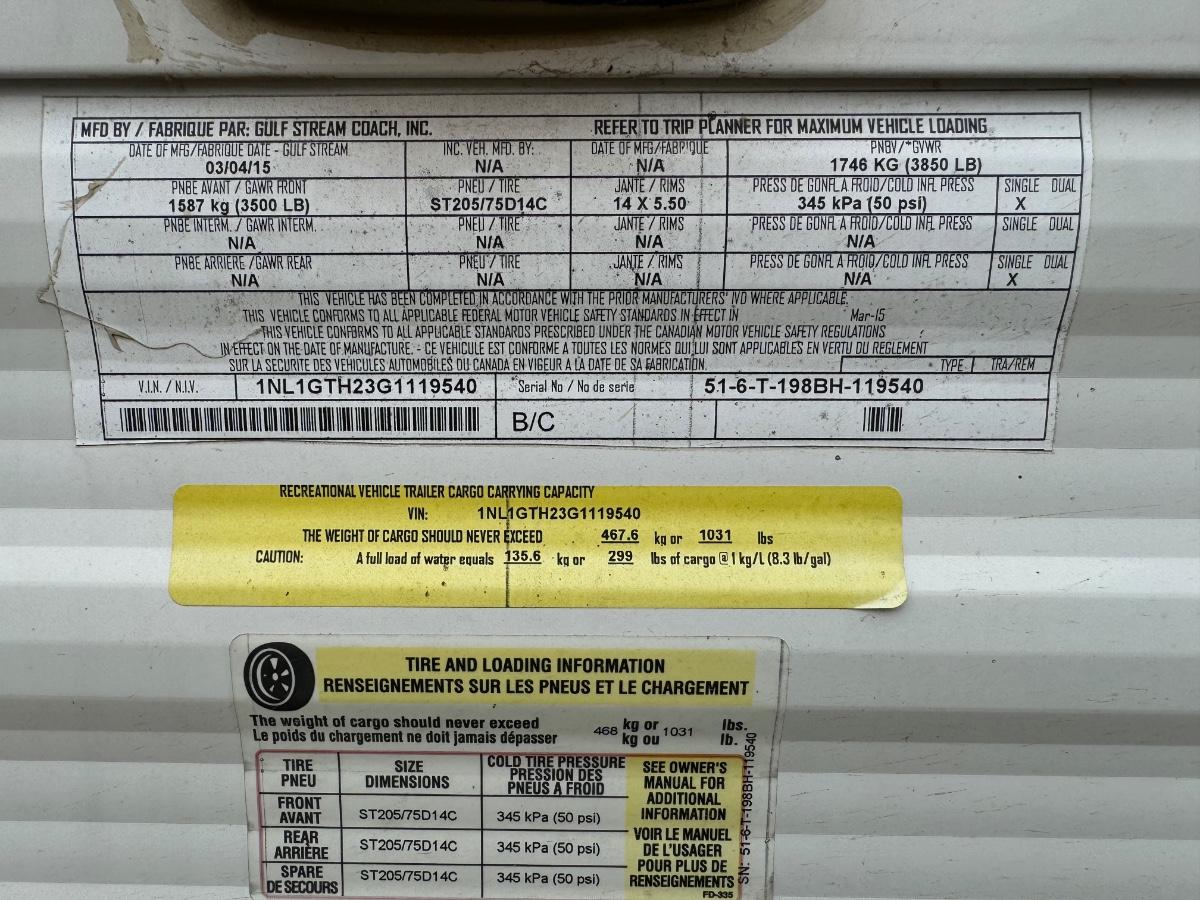 MFD BY / FABRIQUE PAR: GULF STREAM COACH, INC. REFER TO TRIP PLANNER FOR MAXIMUM VEHICLE LOADING
DATE OF MFG/FABRIQUE DATE - GULF STREAM INC. VEH. MFD. BY: DATE OF MFG/FABRIQUE PNBV/*GVWR
03/04/15 N/A N/A 1746 KG (3850 LB)
PNBE AVANT / GAWR FRONT PNEU / TIRE JANTE / RIMS PRESS DE GONFL A FROID/COLD INFL PRESS SINGLE DUAL
1587 kg (3500 LB) ST205/75D14C 14 X 5.50 345 kPa (50 psi) X
PNBE INTERM. / GAWR INTERM. PNEU / TIRE JANTE / RIMS PRESS DE GONFL A FROID/COLD INFL PRESS SINGLE DUAL
N/A N/A N/A N/A
PNBE ARRIERE /GAWR REAR PNEU / TIRE JANTE / RIMS PRESS DE GONFL A FROID/COLD INFL PRESS SINGLE DUAL
N/A N/A N/A N/A X
THIS VEHICLE HAS BEEN COMPLETED IN ACCORDANCE WITH THE PRIOR MANUFACTURERS' IVD WHERE APPLICABLE.
THIS VEHICLE CONFORMS TO ALL APPLICABLE FEDERAL MOTOR VEHICLE SAFETY STANDARDS IN EFFECT IN Mar-15
THIS VEHICLE CONFORMS TO ALL APPLICABLE STANDARDS PRESCRIBED UNDER THE CANADIAN MOTOR VEHICLE SAFETY REGULATIONS
IN EFFECT ON THE DATE OF MANUFACTURE. - CE VEHICULE EST CONFORME A TOUTES LES NORMES QUI LUI SONT APPLICABLES EN VERTU DU REGLEMENT
SUR LA SECURITE DES VEHICULES AUTOMOBILES DU CANADA EN VIGEUR A LA DATE DE SA FABRICATION. TYPE TRA/REM
V.I.N. / N.I.V. 1NL1GTH23G1119540 Serial No / No de serie 51-6-T-198BH-119540
B/C
RECREATIONAL VEHICLE TRAILER CARGO CARRYING CAPACITY
VIN: 1NL1GTH23G1119540
THE WEIGHT OF CARGO SHOULD NEVER EXCEED 467.6 kg or 1031 lbs
CAUTION: A full load of water equals 135.6 kg or 299 lbs of cargo @ 1 kg/L (8.3 lb/gal)
TIRE AND LOADING INFORMATION
RENSEIGNEMENTS SUR LES PNEUS ET LE CHARGEMENT
The weight of cargo should never exceed 468 kg or 1031 lbs.
Le poids du chargement ne doit jamais dépasser kg ou lb.
TIRE SIZE COLD TIRE PRESSURE
PNEU DIMENSIONS PRESSION DES
PNEUS A FROID
FRONT
AVANT ST205/75D14C 345 kPa (50 psi)
REAR
ARRIÈRE ST205/75D14C 345 kPa (50 psi)
SPARE
DE SECOURS ST205/75D14C 345 kPa (50 psi)
SEE OWNER'S
MANUAL FOR
ADDITIONAL
INFORMATION
VOIR LE MANUEL
DE L'USAGER
POUR PLUS DE
RENSEIGNEMENTS
FD-335
SN: 51-6-T-198BH-119540